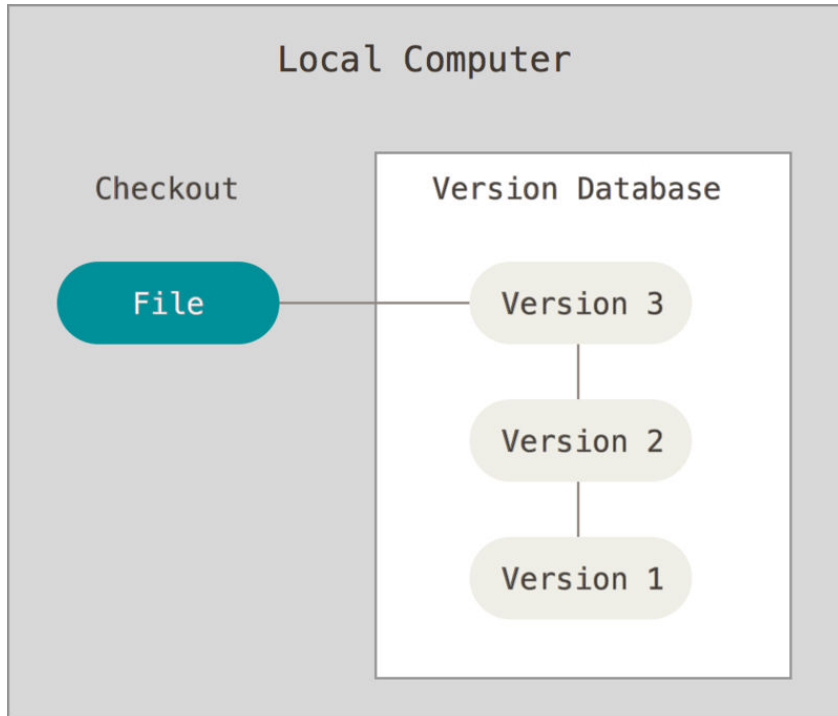 Local Computer
Checkout
Version Database
File
Version 3
Version 2
Version 1